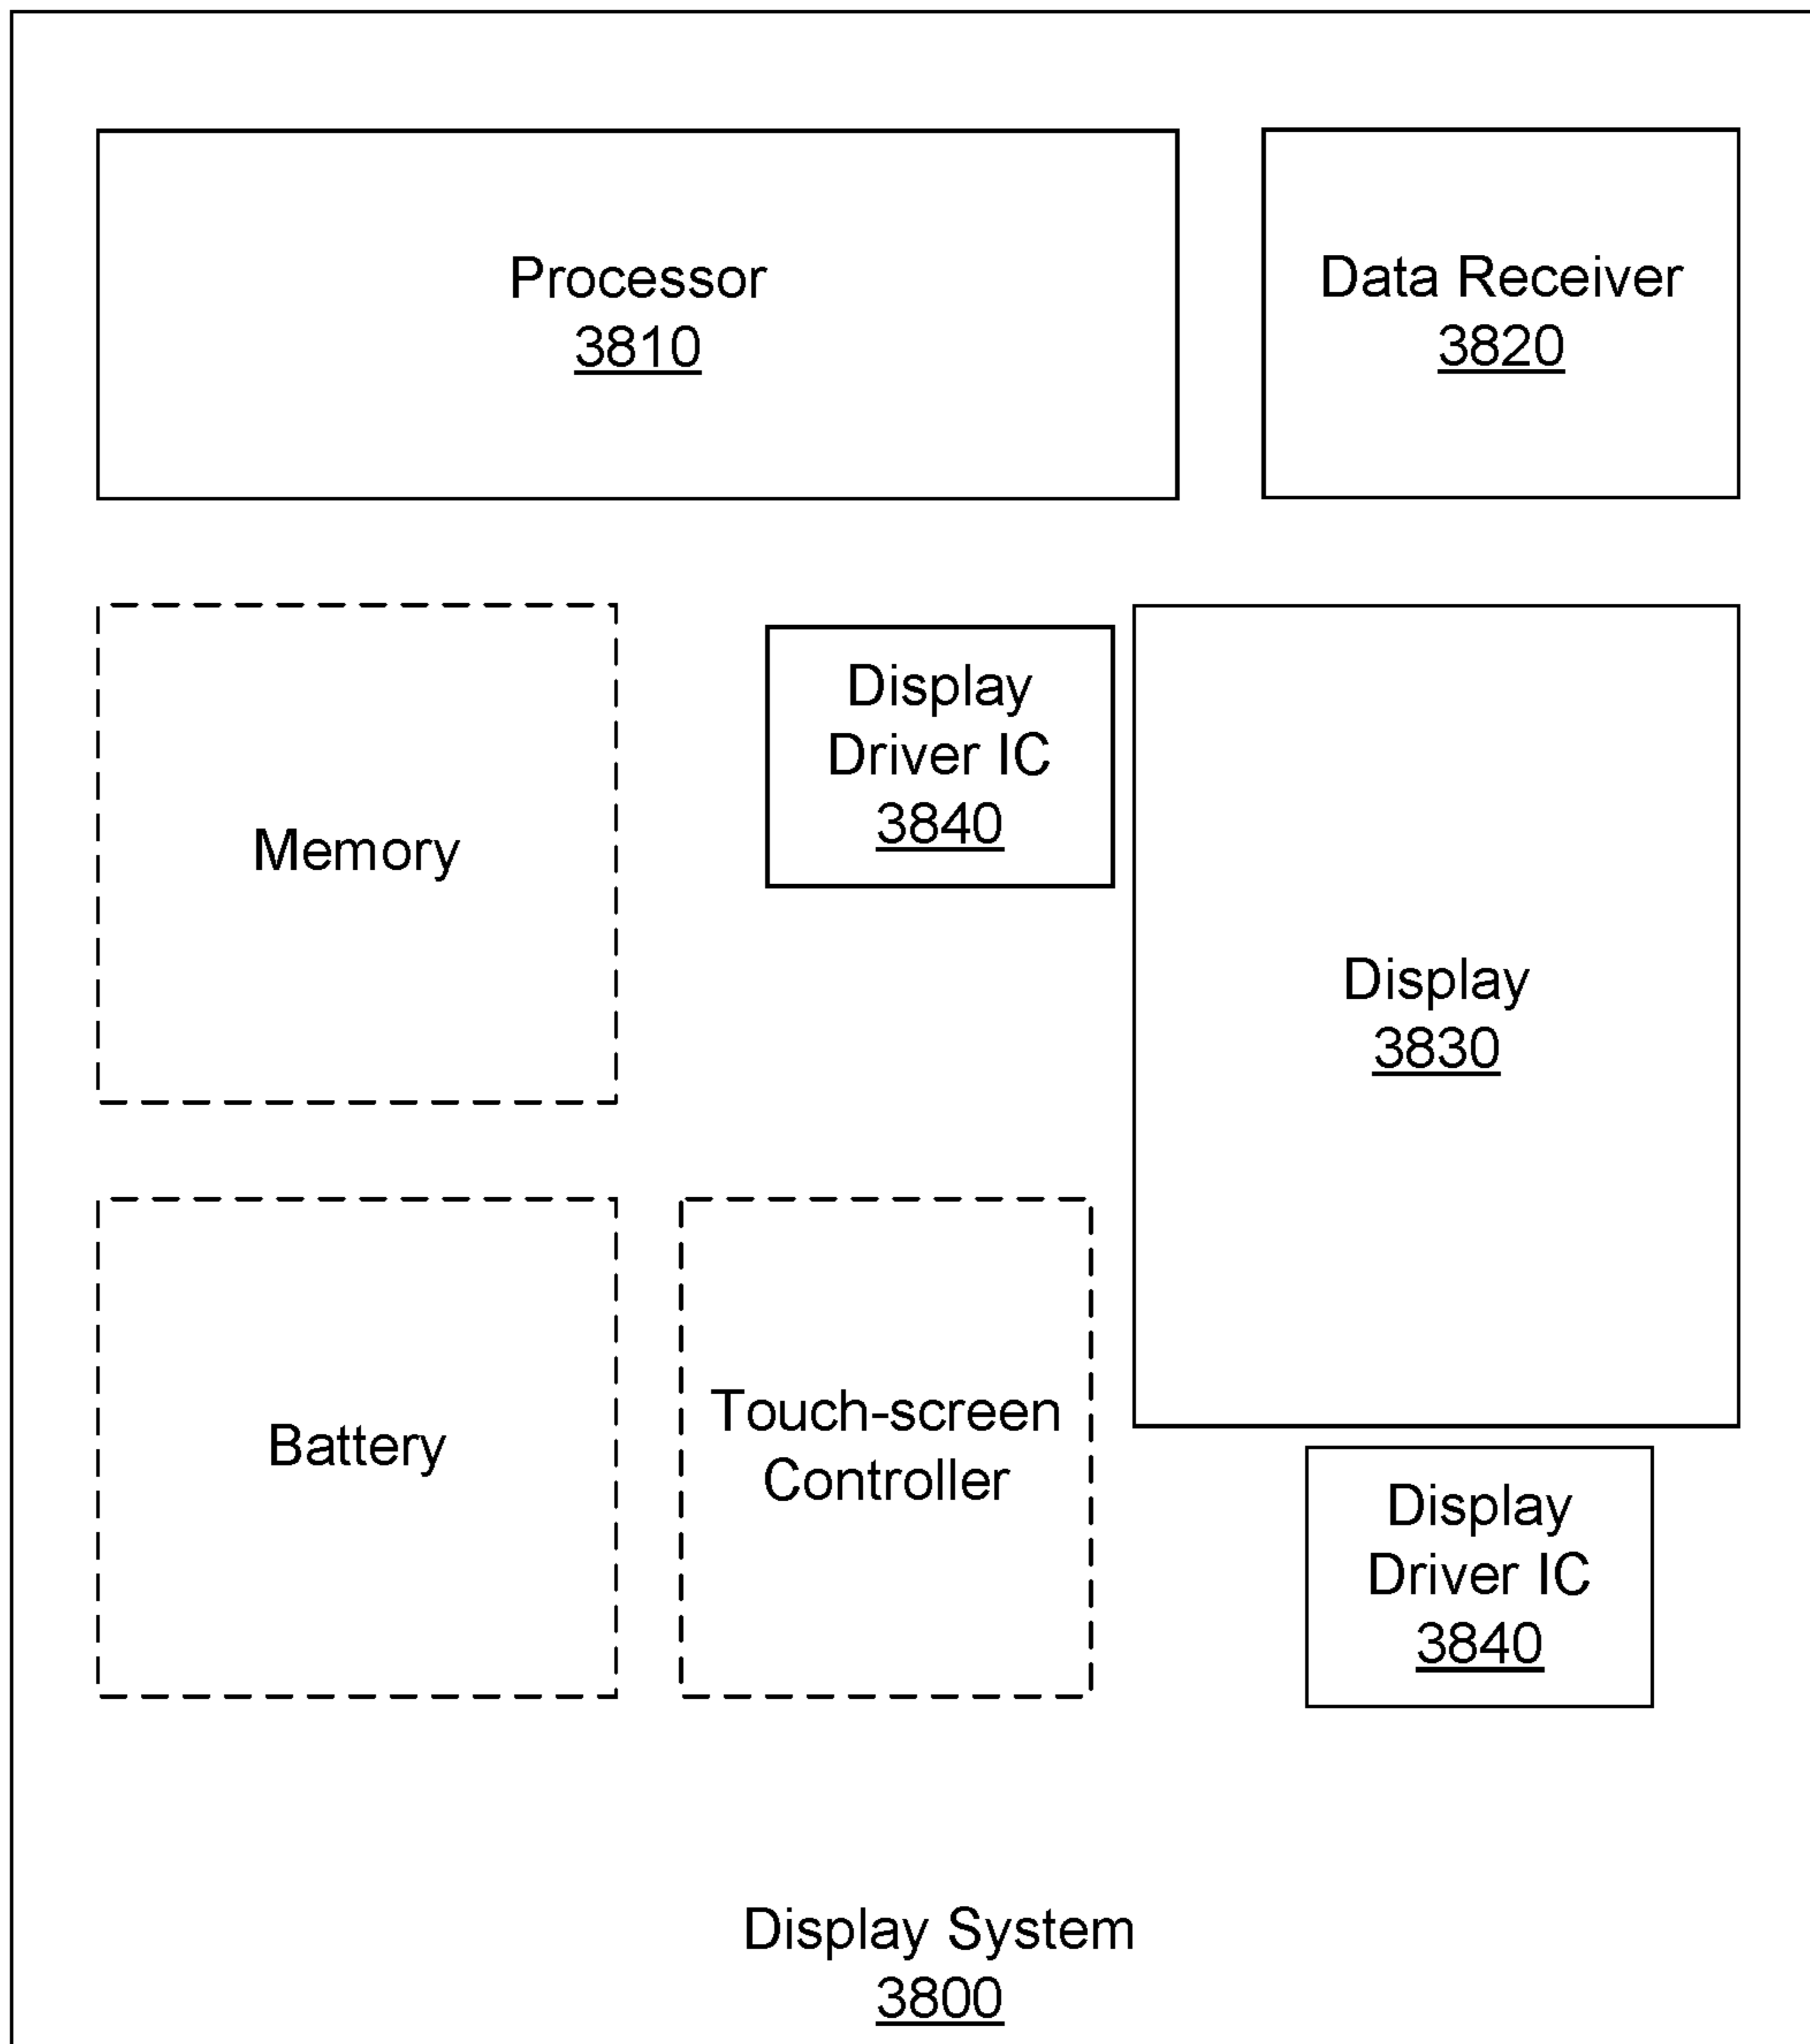 Processor
3810
Data Receiver
3820
Memory
Display
Driver IC
3840
Display
3830
Battery
Touch-screen
Controller
Display
Driver IC
3840
Display System
3800